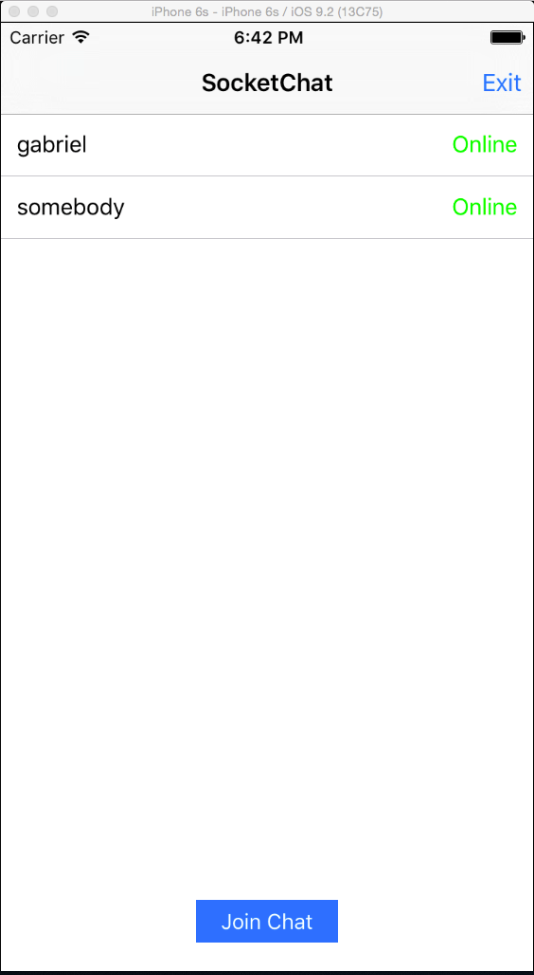 iPhone 6s - iPhone 6s / iOS 9.2 (13C75)
Carrier 6:42 PM
SocketChat Exit
gabriel Online
somebody Online
Join Chat